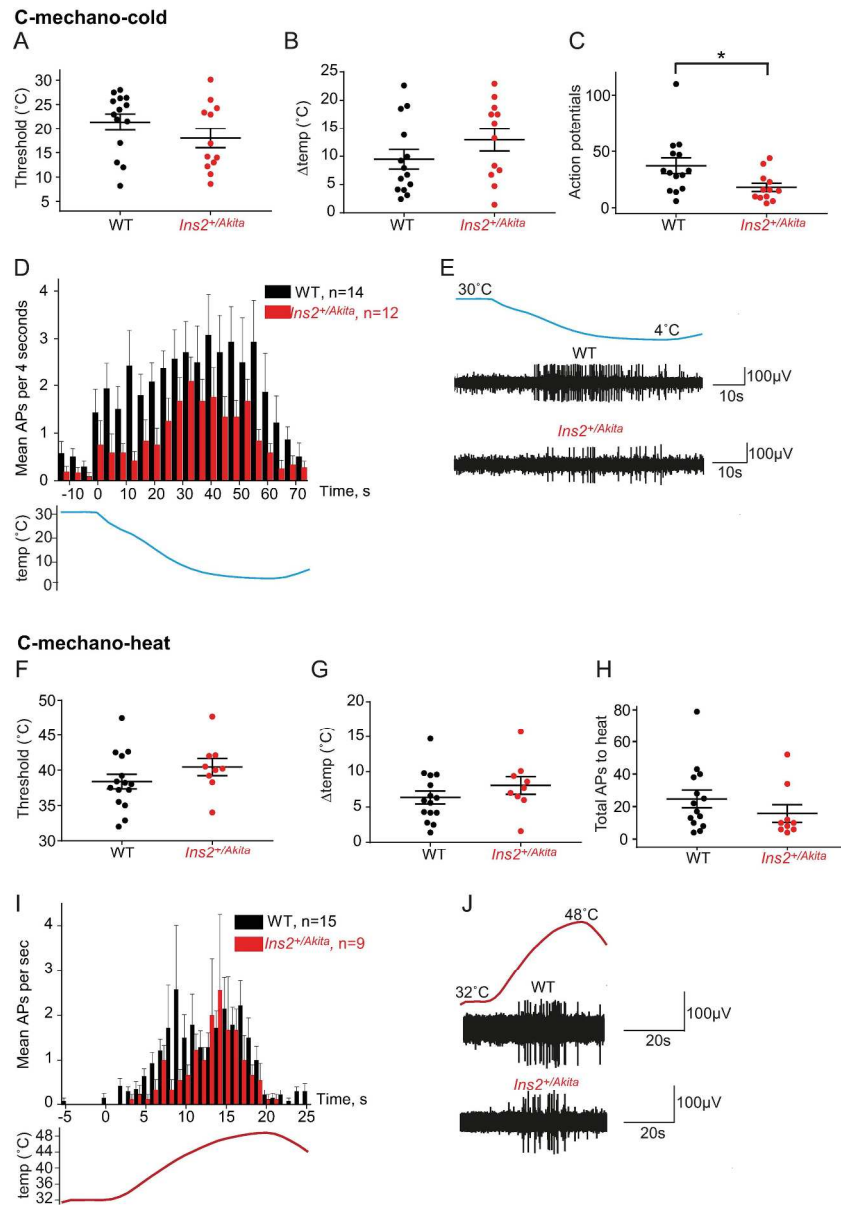 C-mechano-cold
A
B
C
Threshold (˚C)
30
25
20
15
10
5
WT
Ins2+/Akita
Δtemp (˚C)
25
20
15
10
5
0
WT
Ins2+/Akita
*
Action potentials
100
50
0
WT
Ins2+/Akita
D
E
WT, n=14
Ins2+/Akita, n=12
Mean APs per 4 seconds
4
3
2
1
0
-10 0 10 20 30 40 50 60 70 Time, s
temp (˚C)
30
20
10
0
30˚C
4˚C
WT
100µV
10s
Ins2+/Akita
100µV
10s
C-mechano-heat
F
G
H
Threshold (˚C)
50
45
40
35
30
WT
Ins2+/Akita
Δtemp (˚C)
20
15
10
5
0
WT
Ins2+/Akita
Total APs to heat
80
60
40
20
0
WT
Ins2+/Akita
I
J
WT, n=15
Ins2+/Akita, n=9
Mean APs per sec
4
3
2
1
0
-5 0 5 10 15 20 25 Time, s
temp (˚C)
48
44
40
36
32
48˚C
32˚C
WT
100µV
20s
Ins2+/Akita
100µV
20s